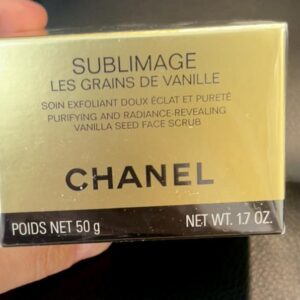 SUBLIMAGE
LES GRAINS DE VANILLE
SOIN EXFOLIANT DOUX ÉCLAT ET PURETÉ
PURIFYING AND RADIANCE-REVEALING
VANILLA SEED FACE SCRUB
CHANEL
POIDS NET 50 g NET WT. 1.7 OZ.